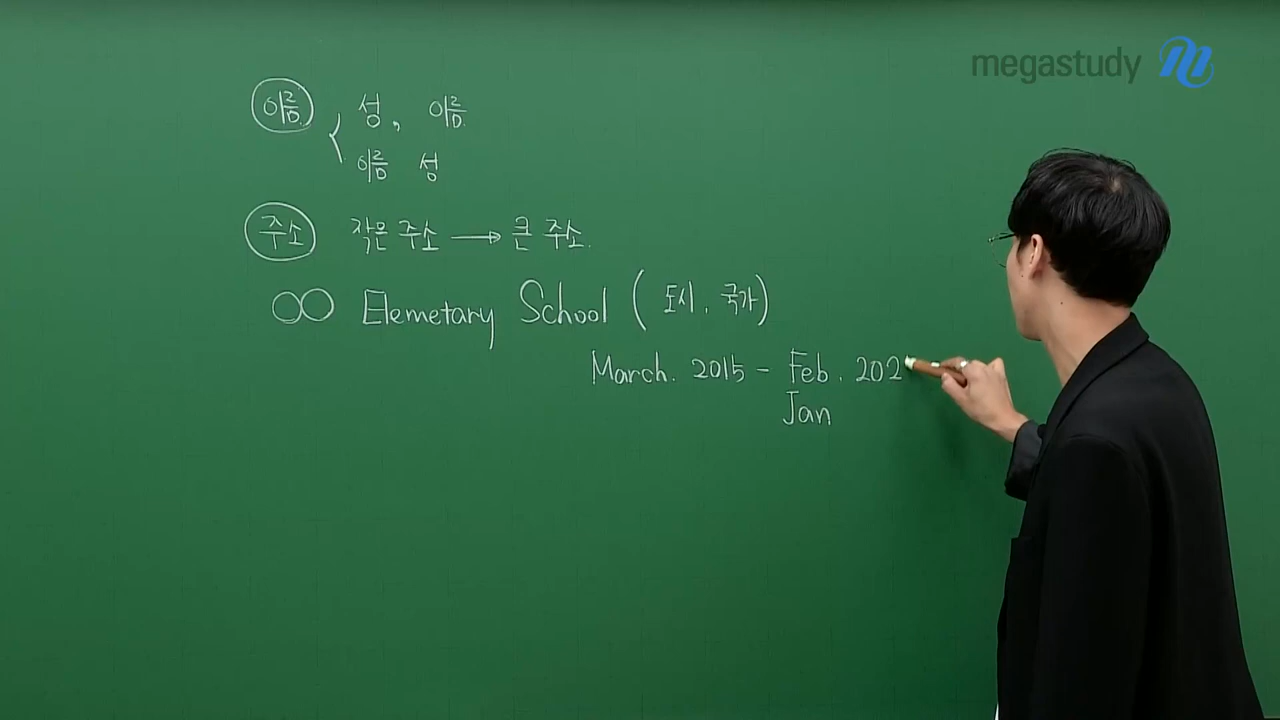 megastudy
이름 성, 이름
이름 성
주소 작은 주소 → 큰 주소.
○○ Elemetary School ( 도시, 국가)
March. 2015 - Feb. 202
Jan